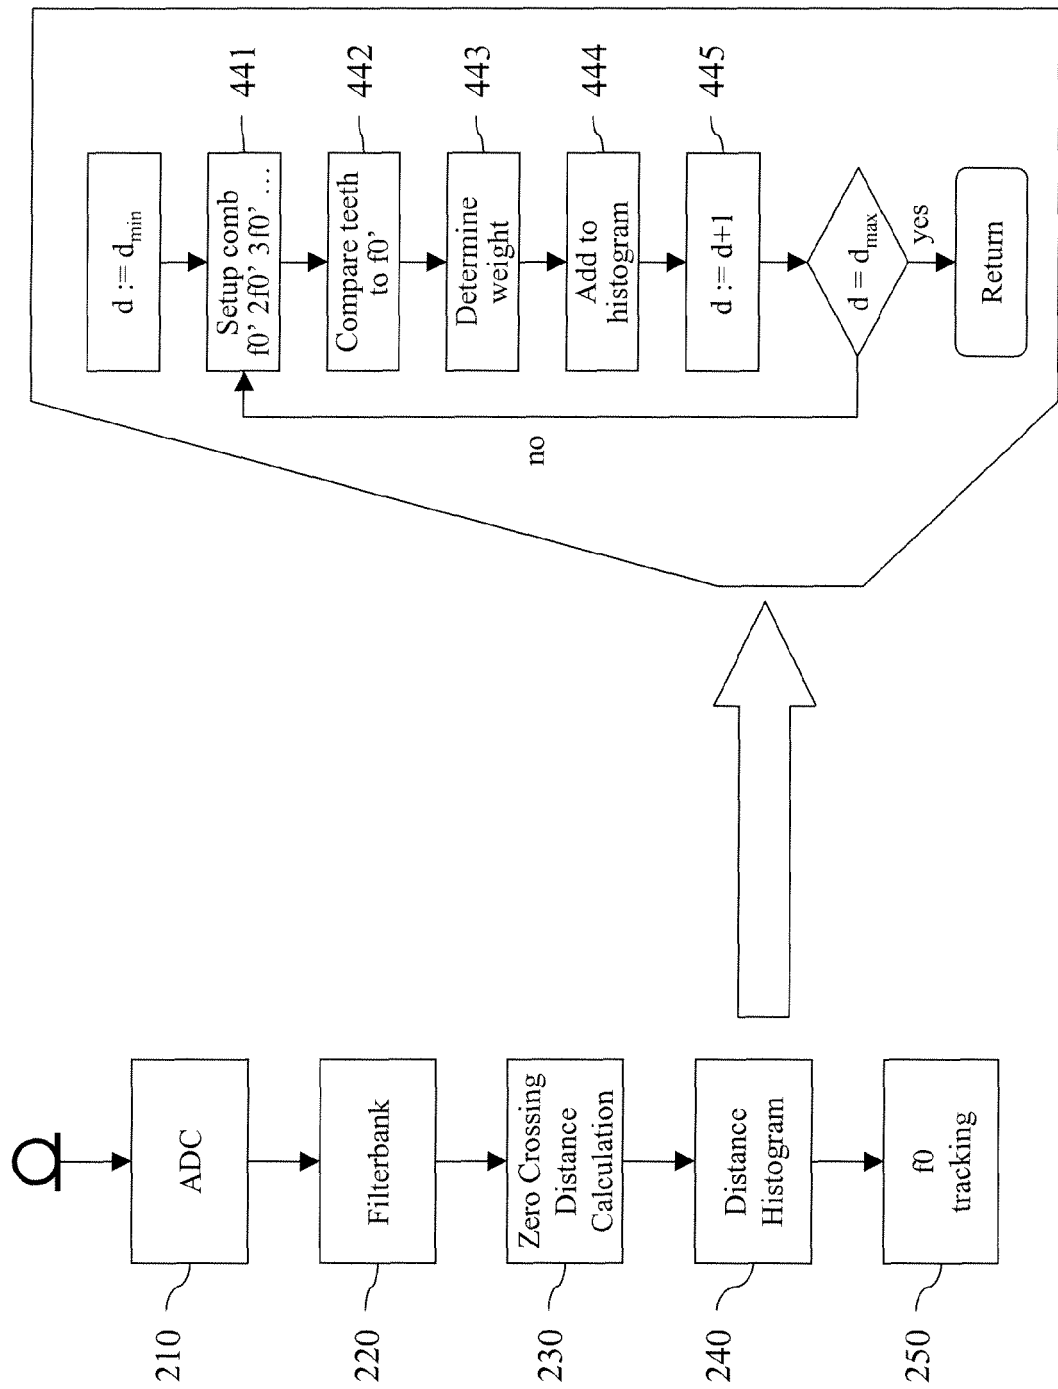 210
ADC
220
Filterbank
230
Zero Crossing
Distance
Calculation
240
Distance
Histogram
250
f0
tracking
d := dmin
Setup comb
f0’ 2f0’ 3f0’ ...
441
Compare teeth
to f0’
442
Determine
weight
443
Add to
histogram
444
d := d+1
445
d = dmax
no
yes
Return